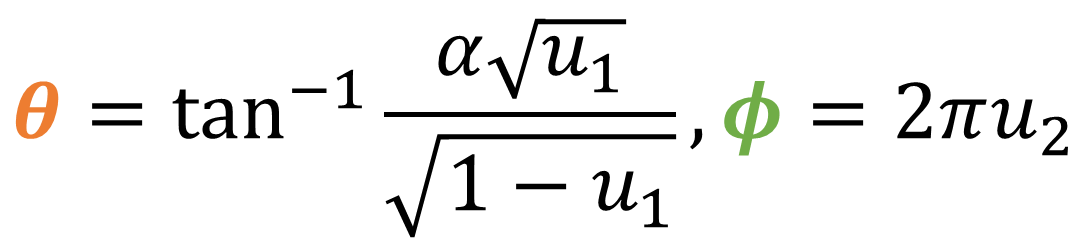 θ = tan⁻¹ α√u₁ / √1 − u₁ , ϕ = 2πu₂